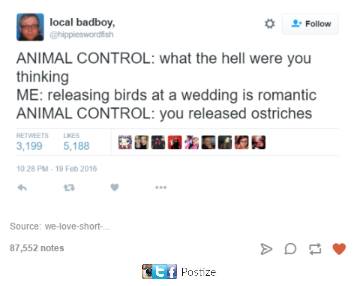 local badboy,
@hippieswordfish
Follow
ANIMAL CONTROL: what the hell were you
thinking
ME: releasing birds at a wedding is romantic
ANIMAL CONTROL: you released ostriches
RETWEETS LIKES
3,199 5,188
10:28 PM - 19 Feb 2016
Source: we-love-short-...
87,552 notes
Postize